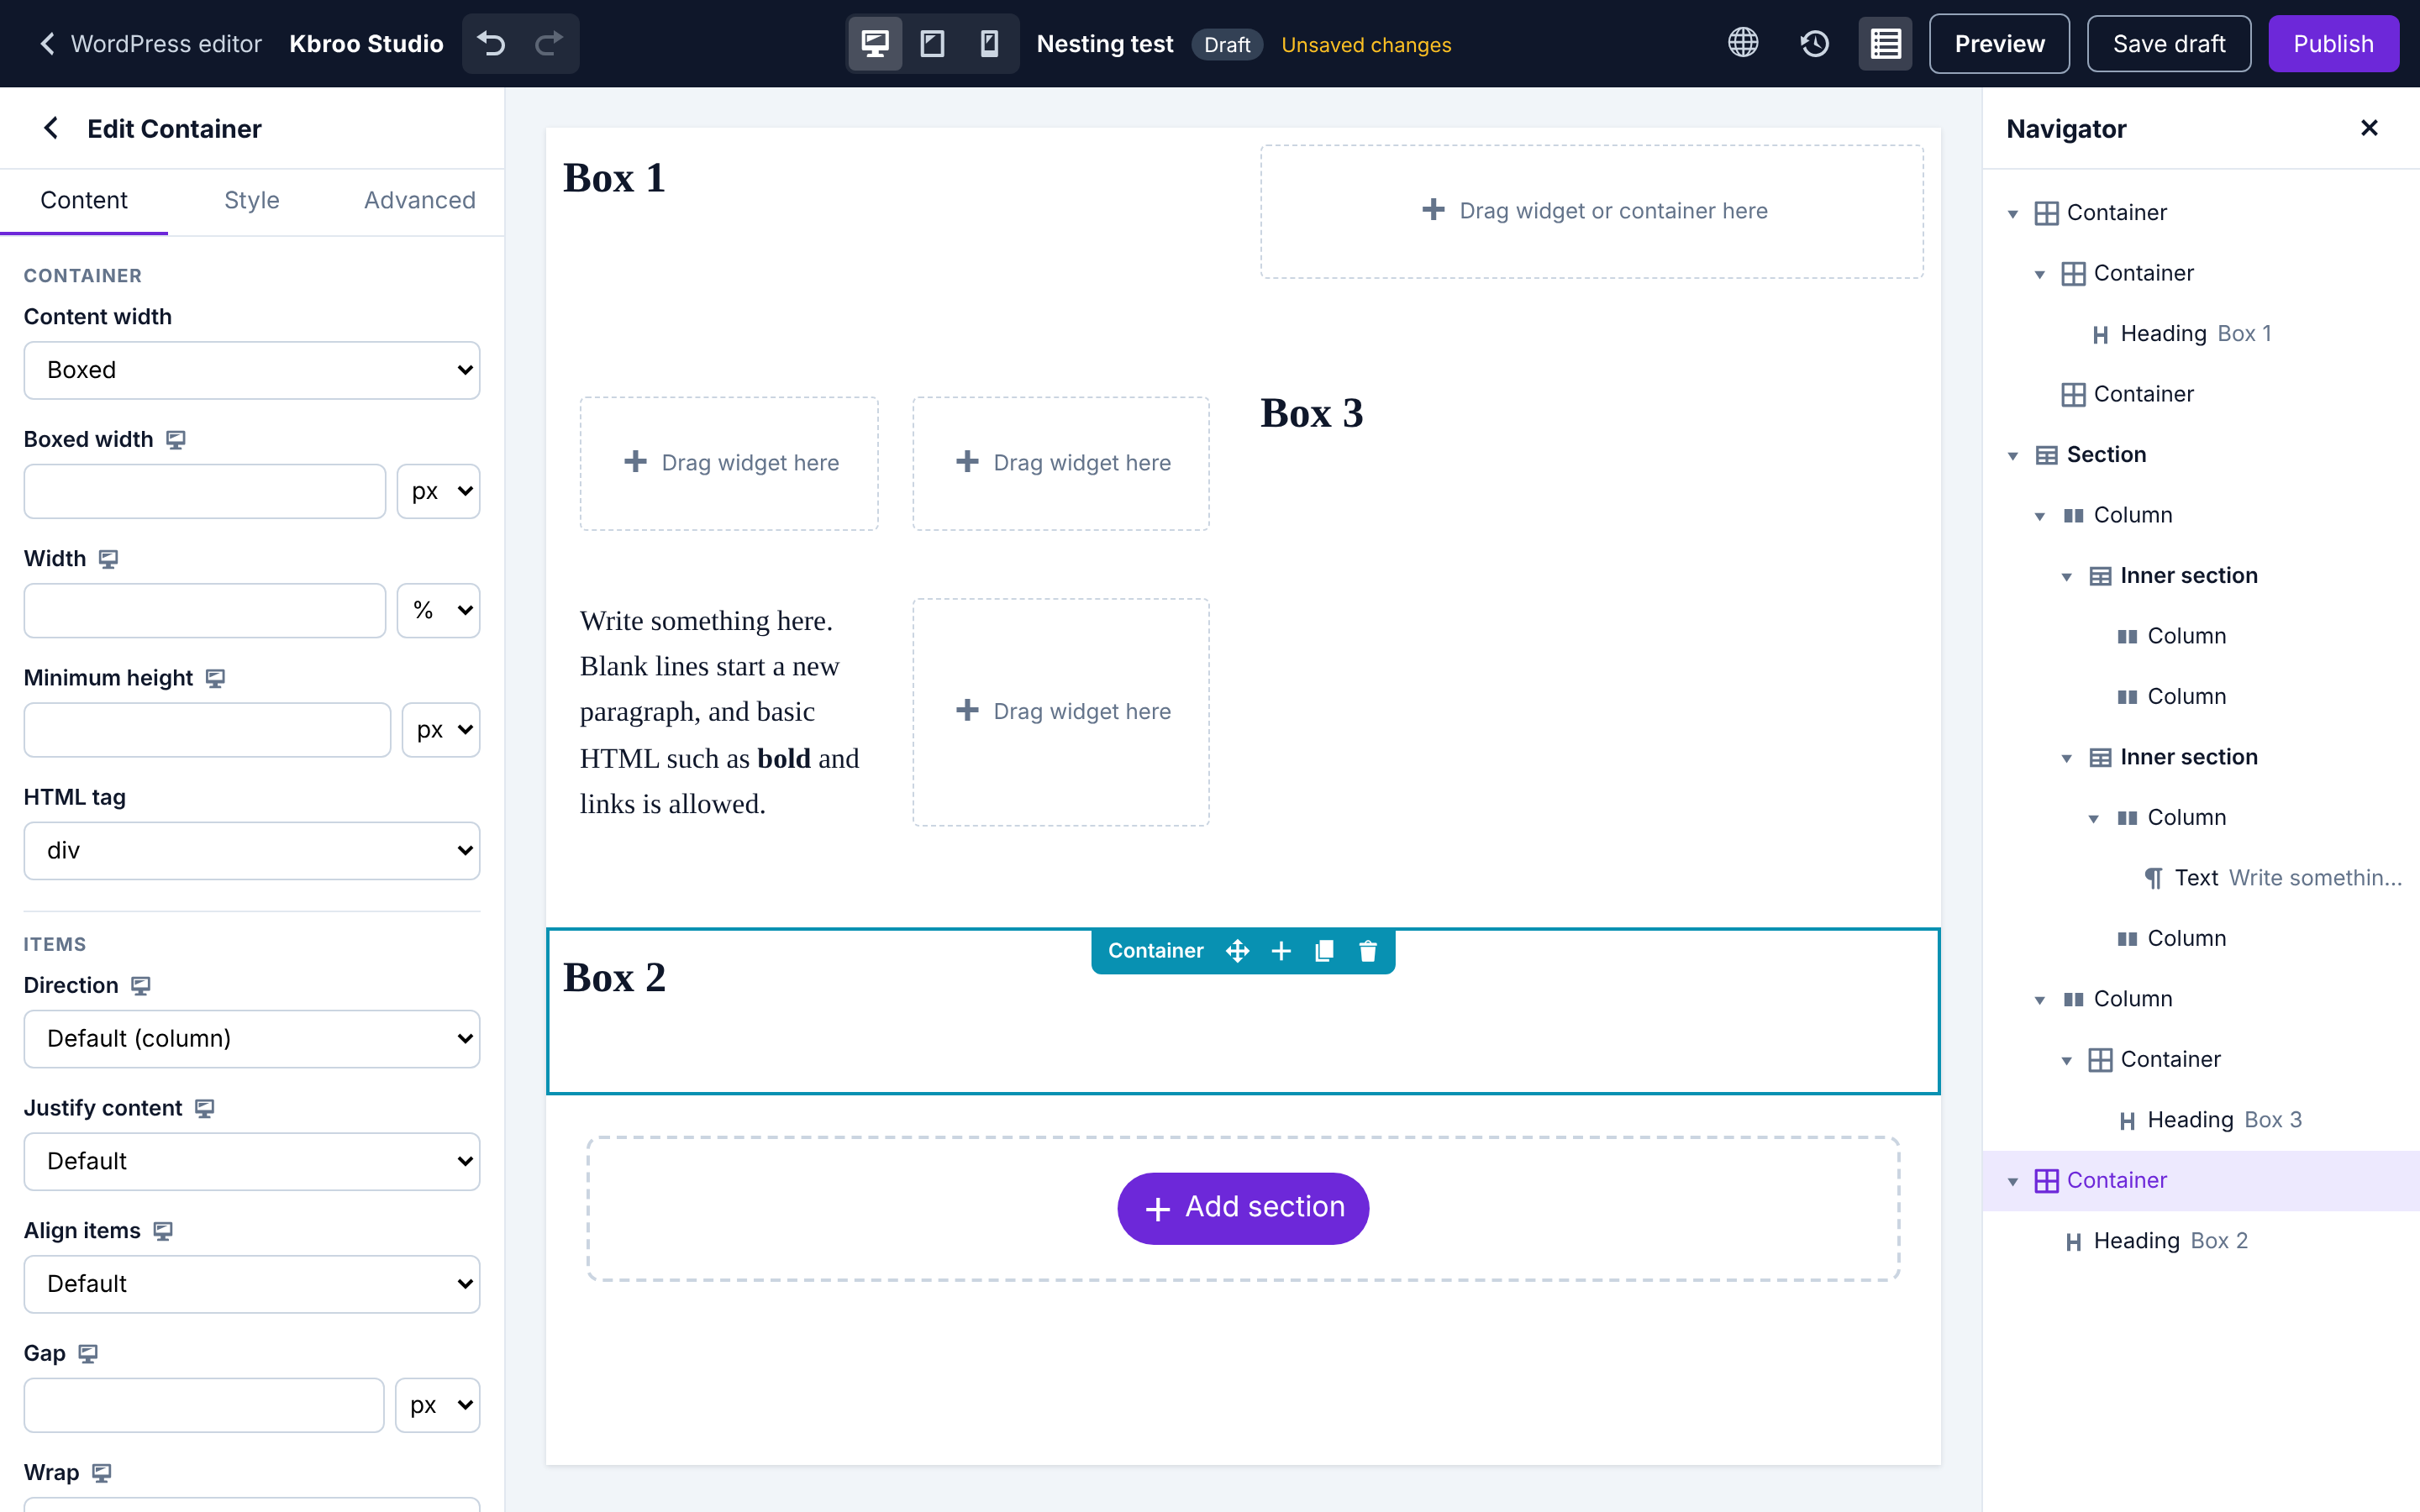 WordPress editor
Kbroo Studio
Nesting test
Draft
Unsaved changes
Preview
Save draft
Publish
Edit Container
Content
Style
Advanced
CONTAINER
Content width
Boxed
Boxed width
px
Width
%
Minimum height
px
HTML tag
div
ITEMS
Direction
Default (column)
Justify content
Default
Align items
Default
Gap
px
Wrap
Box 1
Drag widget or container here
Drag widget here
Drag widget here
Box 3
Write something here.
Blank lines start a new
paragraph, and basic
HTML such as bold and
links is allowed.
Drag widget here
Container
Box 2
Add section
Navigator
Container
Container
Heading Box 1
Container
Section
Column
Inner section
Column
Column
Inner section
Column
Text Write somethin...
Column
Column
Container
Heading Box 3
Container
Heading Box 2